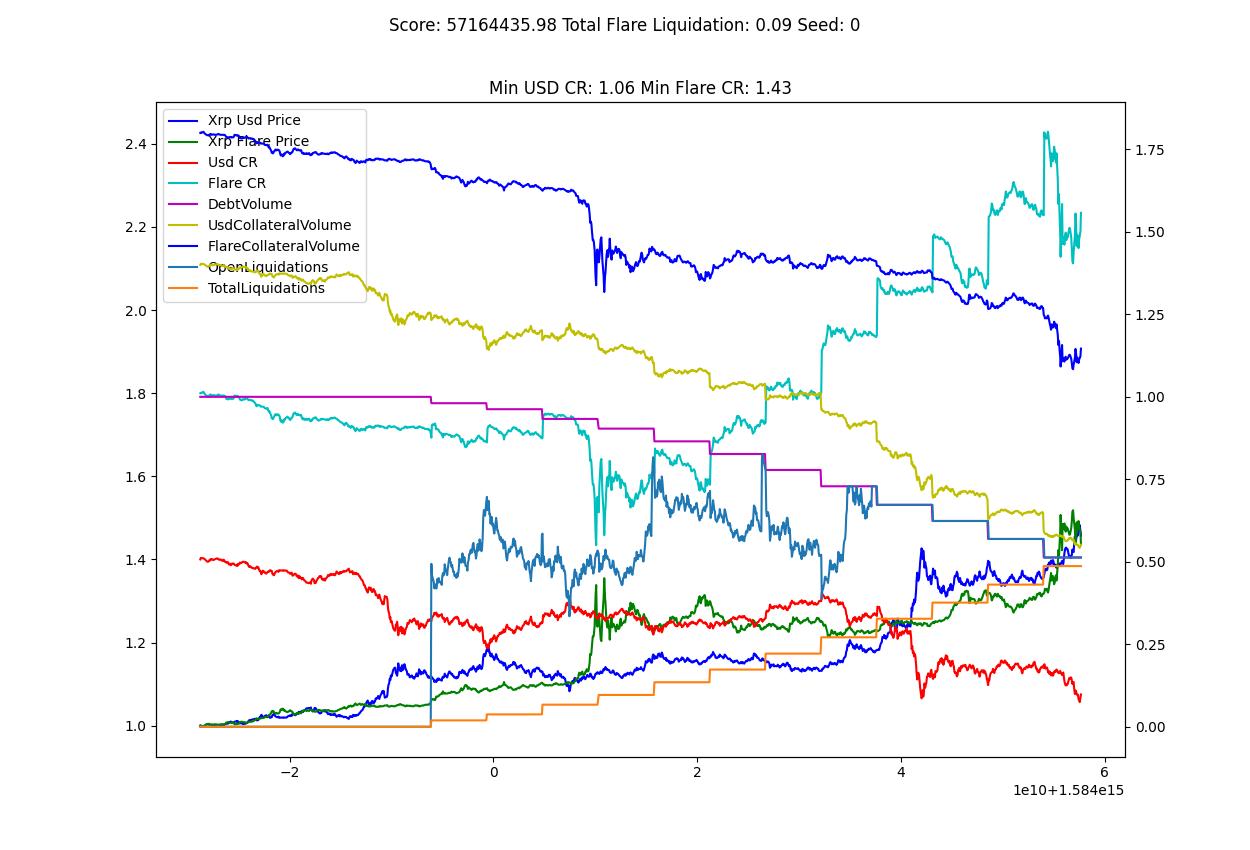 Score: 57164435.98 Total Flare Liquidation: 0.09 Seed: 0
Min USD CR: 1.06 Min Flare CR: 1.43
Xrp Usd Price
Xrp Flare Price
Usd CR
Flare CR
DebtVolume
UsdCollateralVolume
FlareCollateralVolume
OpenLiquidations
TotalLiquidations
2.4
2.2
2.0
1.8
1.6
1.4
1.2
1.0
1.75
1.50
1.25
1.00
0.75
0.50
0.25
0.00
−2 0 2 4 6
1e10+1.584e15